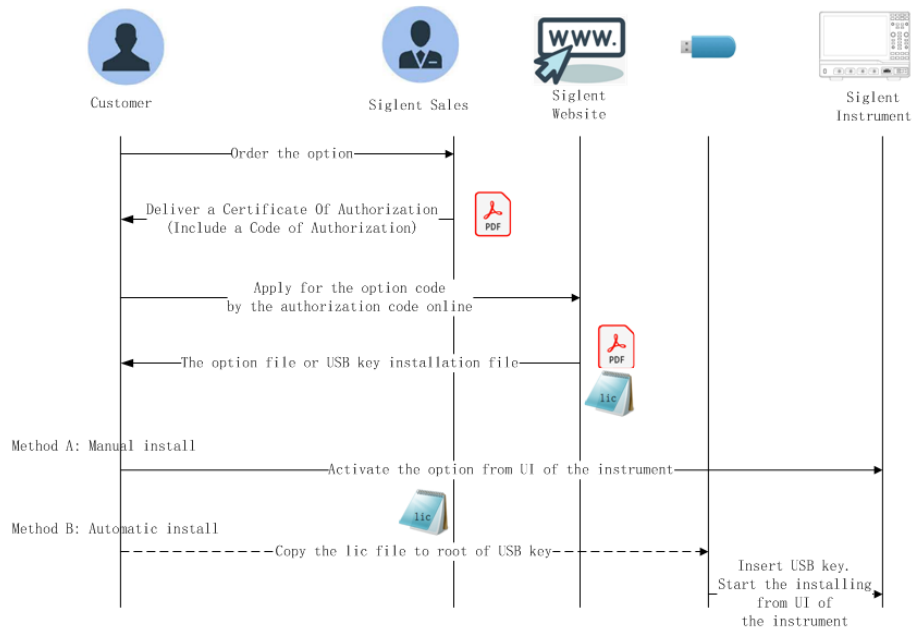 WWW.
Customer
Siglent Sales
Siglent
Website
Siglent
Instrument
Order the option
Deliver a Certificate Of Authorization
(Include a Code of Authorization)
PDF
Apply for the option code
by the authorization code online
The option file or USB key installation file
PDF
lic
Method A: Manual install
Activate the option from UI of the instrument
lic
Method B: Automatic install
Copy the lic file to root of USB key
Insert USB key.
Start the installing
from UI of
the instrument